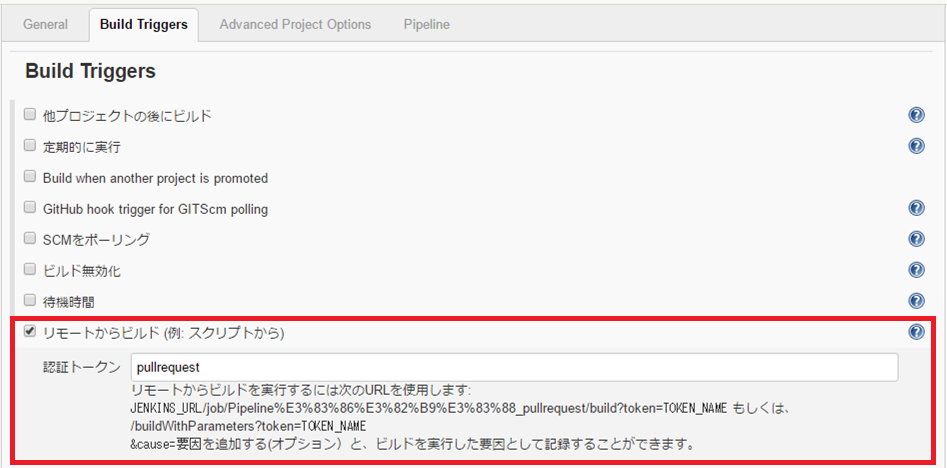 General Build Triggers Advanced Project Options Pipeline
Build Triggers
他プロジェクトの後にビルド
定期的に実行
Build when another project is promoted
GitHub hook trigger for GITScm polling
SCMをポーリング
ビルド無効化
待機時間
リモートからビルド (例: スクリプトから)
認証トークン pullrequest
リモートからビルドを実行するには次のURLを使用します:
JENKINS_URL/job/Pipeline%E3%83%86%E3%82%B9%E3%83%88_pullrequest/build?token=TOKEN_NAME もしくは、
/buildWithParameters?token=TOKEN_NAME
&cause=要因を追加する(オプション）と、ビルドを実行した要因として記録することができます。